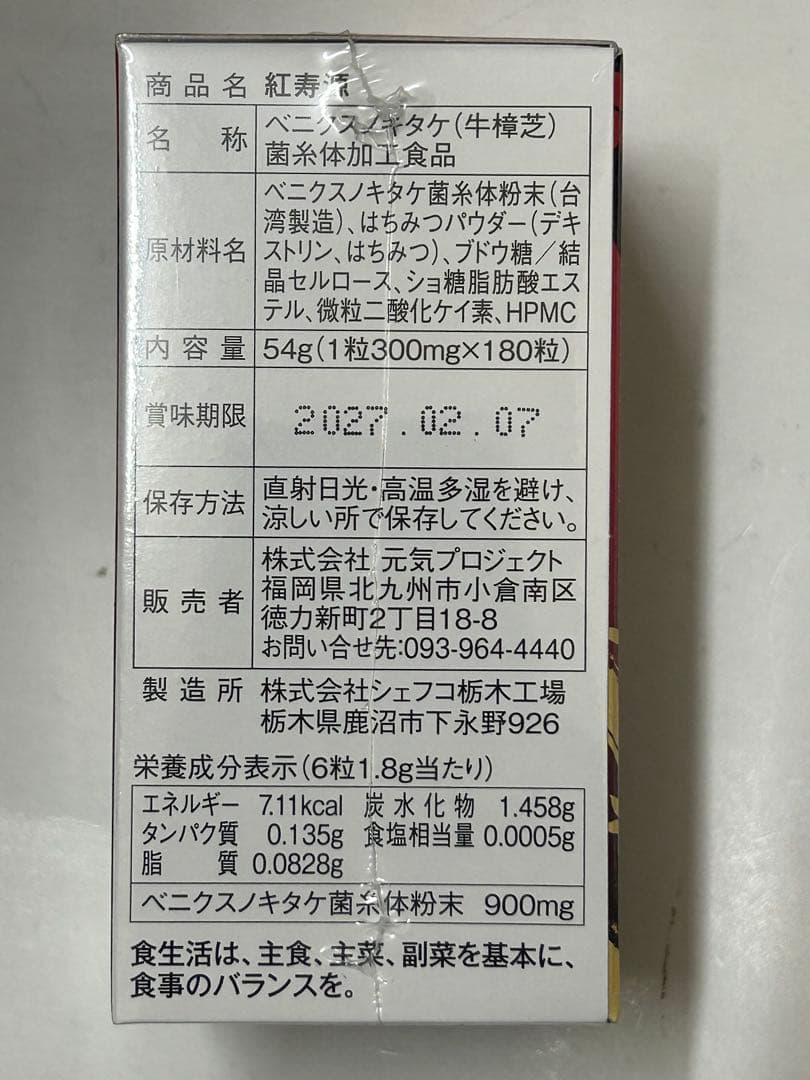 商品名 紅寿源
名称 ベニクスノキタケ(牛樟芝)
菌糸体加工食品
原材料名 ベニクスノキタケ菌糸体粉末(台
湾製造)、はちみつパウダー(デキ
ストリン、はちみつ)、ブドウ糖/結
晶セルロース、ショ糖脂肪酸エス
テル、微粒二酸化ケイ素、HPMC
内容量 54g(1粒300mg×180粒)
賞味期限 2027.02.07
保存方法 直射日光・高温多湿を避け、
涼しい所で保存してください。
販売者 株式会社 元気プロジェクト
福岡県北九州市小倉南区
徳力新町2丁目18-8
お問い合せ先:093-964-4440
製造所 株式会社シェフコ栃木工場
栃木県鹿沼市下永野926
栄養成分表示(6粒1.8g当たり)
エネルギー 7.11kcal 炭水化物 1.458g
タンパク質 0.135g 食塩相当量 0.0005g
脂質 0.0828g
ベニクスノキタケ菌糸体粉末 900mg
食生活は、主食、主菜、副菜を基本に、
食事のバランスを。